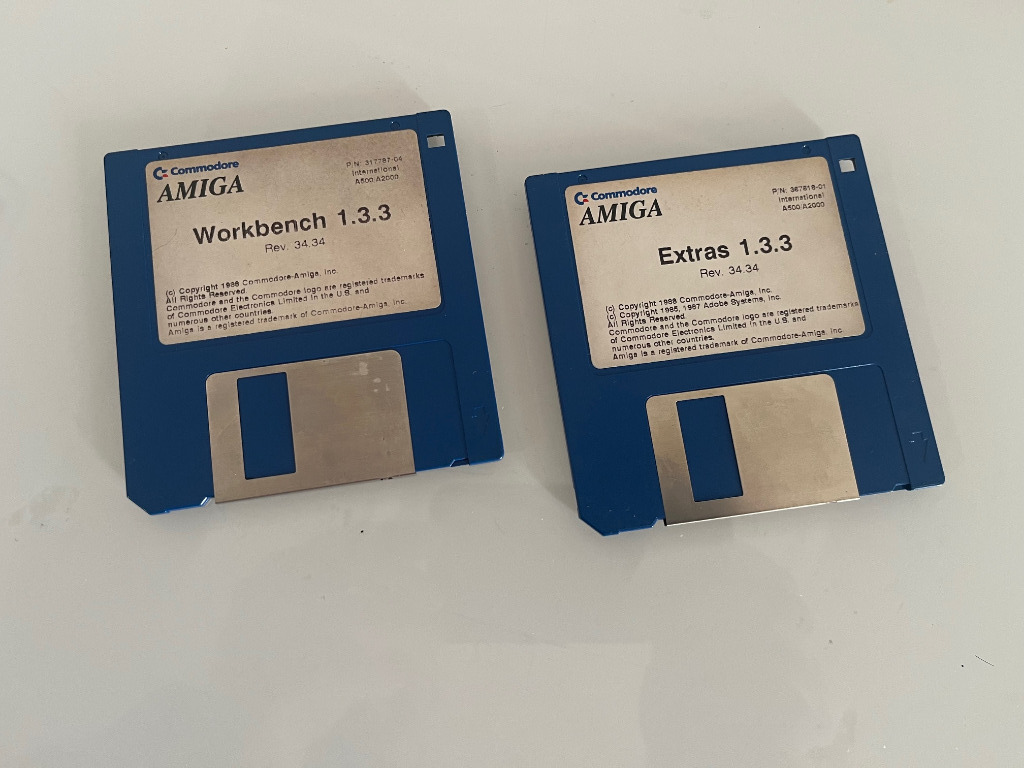 Commodore
AMIGA
P/N: 317787-04
International
A500/A2000
Workbench 1.3.3
Rev. 34.34
(c) Copyright 1988 Commodore-Amiga, Inc.
All Rights Reserved.
Commodore and the Commodore logo are registered trademarks
of Commodore Electronics Limited in the U.S. and
numerous other countries.
Amiga is a registered trademark of Commodore-Amiga, Inc.
Commodore
AMIGA
P/N: 367618-01
International
A500/A2000
Extras 1.3.3
Rev. 34.34
(c) Copyright 1988 Commodore-Amiga, Inc.
(c) Copyright 1985, 1987 Adobe Systems, Inc.
All Rights Reserved.
Commodore and the Commodore logo are registered trademarks
of Commodore Electronics Limited in the U.S. and
numerous other countries.
Amiga is a registered trademark of Commodore-Amiga, Inc.